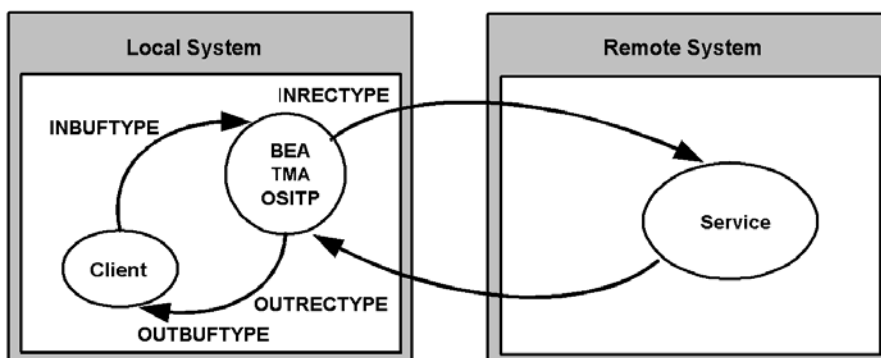 Local System
Remote System
INRECTYPE
INBUFTYPE
BEA
TMA
OSITP
Service
Client
OUTRECTYPE
OUTBUFTYPE